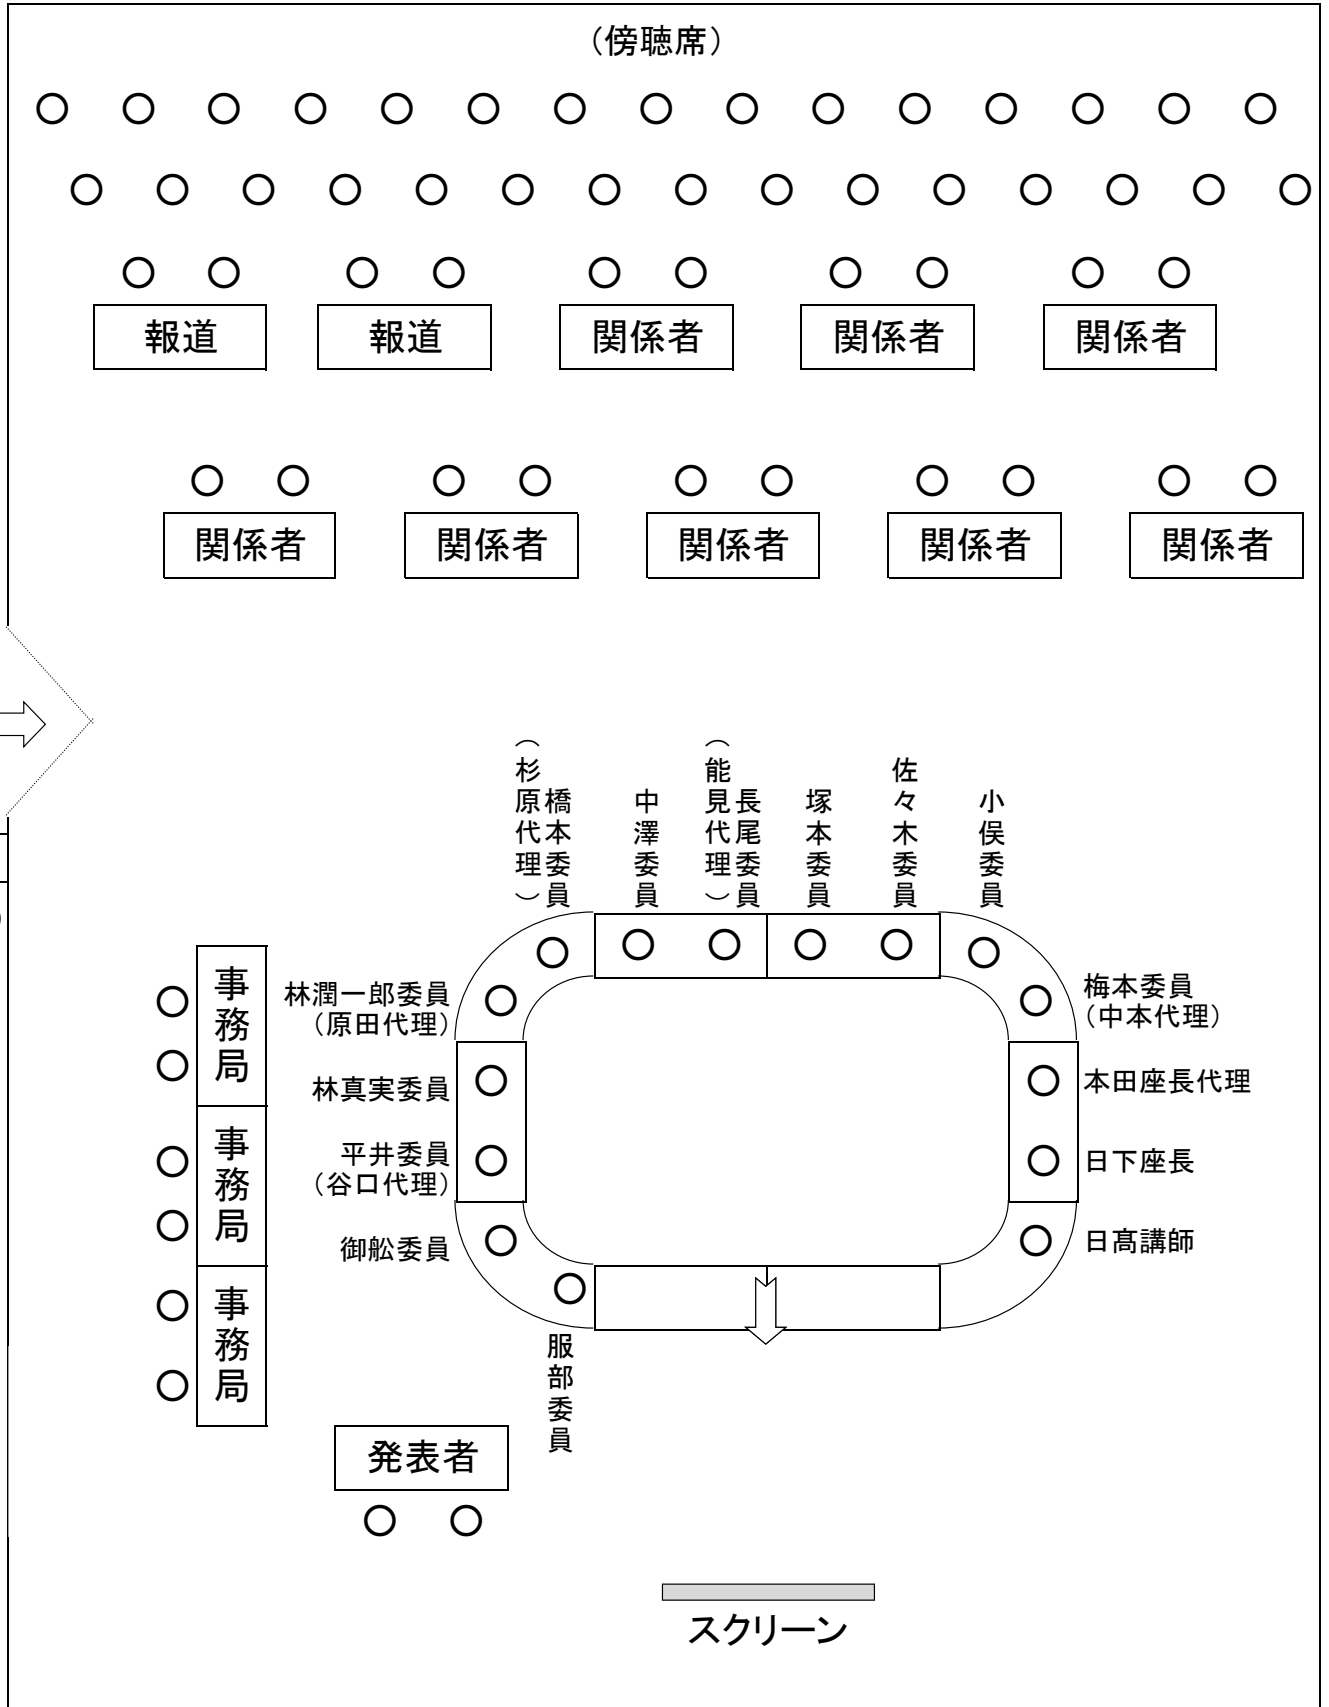 （傍聴席）
報道
報道
関係者
関係者
関係者
関係者
関係者
関係者
関係者
関係者
（杉原代理）
橋本委員
中澤委員
（能見代理）
長尾委員
塚本委員
佐々木委員
小俣委員
林潤一郎委員
（原田代理）
林真実委員
平井委員
（谷口代理）
御舩委員
服部委員
梅本委員
（中本代理）
本田座長代理
日下座長
日髙講師
事務局
事務局
事務局
発表者
スクリーン